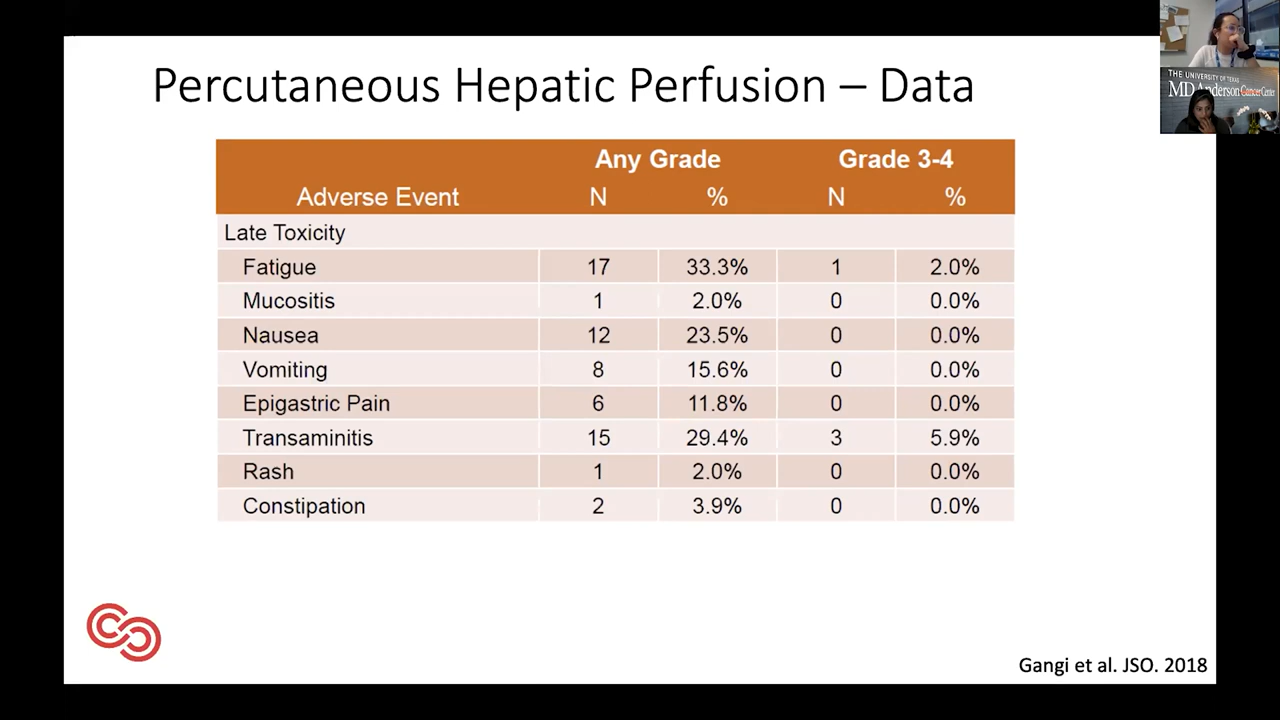 THE UNIVERSITY OF TEXAS
MD Anderson Cancer Center
Percutaneous Hepatic Perfusion – Data
Any Grade Grade 3-4
Adverse Event N % N %
Late Toxicity
Fatigue 17 33.3% 1 2.0%
Mucositis 1 2.0% 0 0.0%
Nausea 12 23.5% 0 0.0%
Vomiting 8 15.6% 0 0.0%
Epigastric Pain 6 11.8% 0 0.0%
Transaminitis 15 29.4% 3 5.9%
Rash 1 2.0% 0 0.0%
Constipation 2 3.9% 0 0.0%
Gangi et al. JSO. 2018